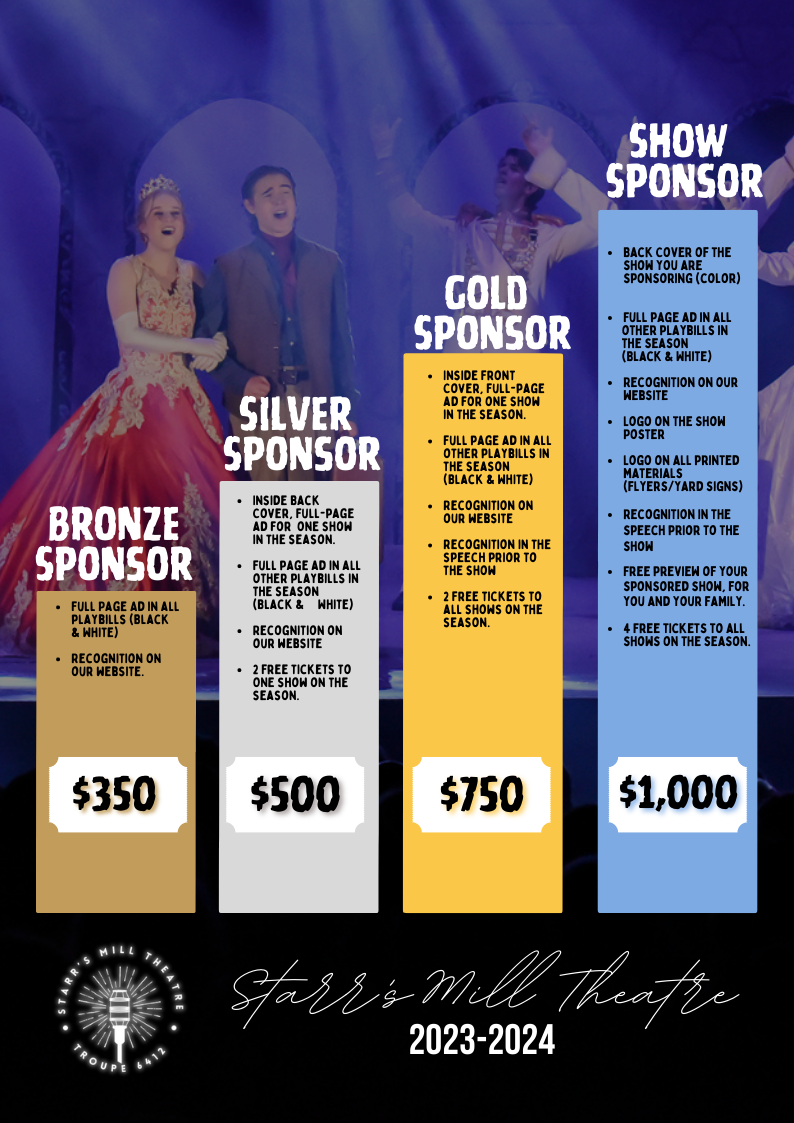 SHOW
SPONSOR
BACK COVER OF THE
SHOW YOU ARE
SPONSORING (COLOR)
FULL PAGE AD IN ALL
OTHER PLAYBILLS IN
THE SEASON
(BLACK & WHITE)
RECOGNITION ON OUR
WEBSITE
LOGO ON THE SHOW
POSTER
LOGO ON ALL PRINTED
MATERIALS
(FLYERS/YARD SIGNS)
RECOGNITION IN THE
SPEECH PRIOR TO THE
SHOW
FREE PREVIEW OF YOUR
SPONSORED SHOW, FOR
YOU AND YOUR FAMILY.
4 FREE TICKETS TO ALL
SHOWS ON THE SEASON.
$1,000
GOLD
SPONSOR
INSIDE FRONT
COVER, FULL-PAGE
AD FOR ONE SHOW
IN THE SEASON.
FULL PAGE AD IN ALL
OTHER PLAYBILLS IN
THE SEASON
(BLACK & WHITE)
RECOGNITION ON
OUR WEBSITE
RECOGNITION IN THE
SPEECH PRIOR TO
THE SHOW
2 FREE TICKETS TO
ALL SHOWS ON THE
SEASON.
$750
SILVER
SPONSOR
INSIDE BACK
COVER, FULL-PAGE
AD FOR ONE SHOW
IN THE SEASON.
FULL PAGE AD IN ALL
OTHER PLAYBILLS IN
THE SEASON
(BLACK & WHITE)
RECOGNITION ON
OUR WEBSITE
2 FREE TICKETS TO
ONE SHOW ON THE
SEASON.
$500
BRONZE
SPONSOR
FULL PAGE AD IN ALL
PLAYBILLS (BLACK
& WHITE)
RECOGNITION ON
OUR WEBSITE.
$350
STARR'S MILL THEATRE
TROUPE 6412
Starr's Mill Theatre
2023-2024